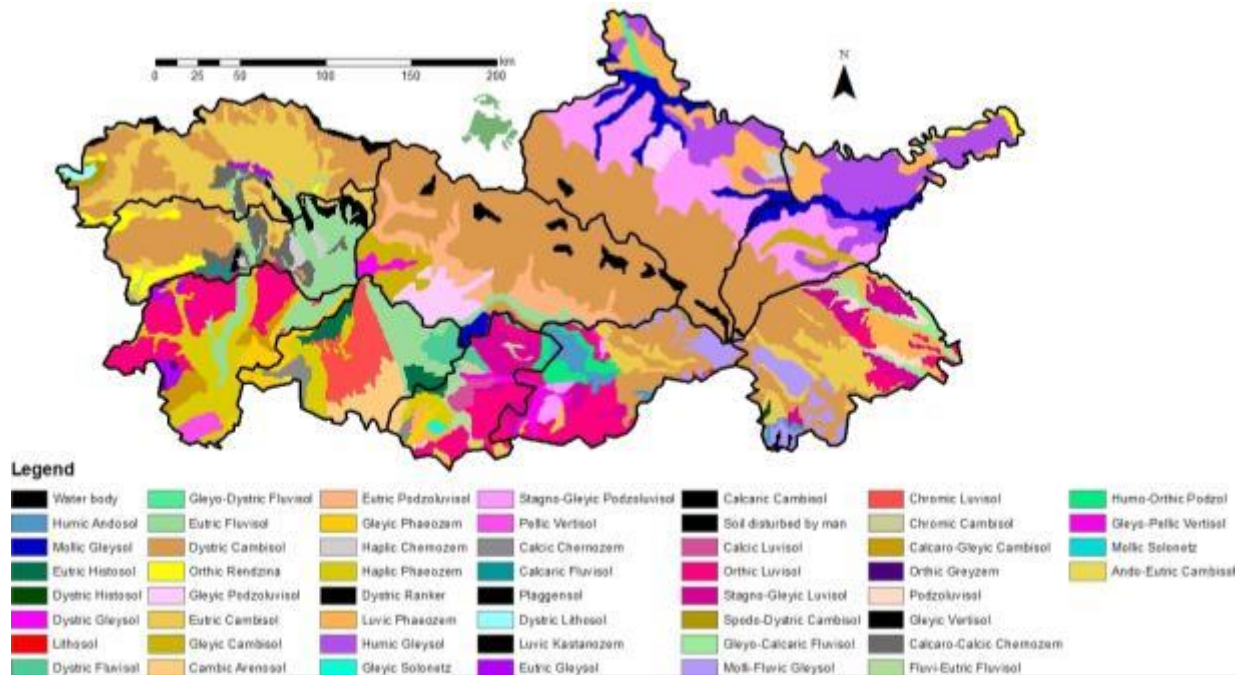 N
km
0 25 50 100 150 200
Legend
Water body
Humic Andosol
Mollic Gleysol
Eutric Histosol
Dystric Histosol
Dystric Gleysol
Lithosol
Dystric Fluvisol
Gleyo-Dystric Fluvisol
Eutric Fluvisol
Dystric Cambisol
Orthic Rendzina
Gleyic Podzoluvisol
Eutric Cambisol
Gleyic Cambisol
Cambic Arenosol
Eutric Podzoluvisol
Gleyic Phaeozem
Haplic Chernozem
Haplic Phaeozem
Dystric Ranker
Luvic Phaeozem
Humic Gleysol
Gleyic Solonetz
Stagno-Gleyic Podzoluvisol
Pellic Vertisol
Calcic Chernozem
Calcaric Fluvisol
Plaggensol
Dystric Lithosol
Luvic Kastanozem
Eutric Gleysol
Calcaric Cambisol
Soil disturbed by man
Calcic Luvisol
Orthic Luvisol
Stagno-Gleyic Luvisol
Spodo-Dystric Cambisol
Gleyo-Calcaric Fluvisol
Molli-Fluvic Gleysol
Chromic Luvisol
Chromic Cambisol
Calcaro-Gleyic Cambisol
Orthic Greyzem
Podzoluvisol
Gleyic Vertisol
Calcaro-Calcic Chernozem
Fluvi-Eutric Fluvisol
Humo-Orthic Podzol
Gleyo-Pellic Vertisol
Mollic Solonetz
Ando-Eutric Cambisol